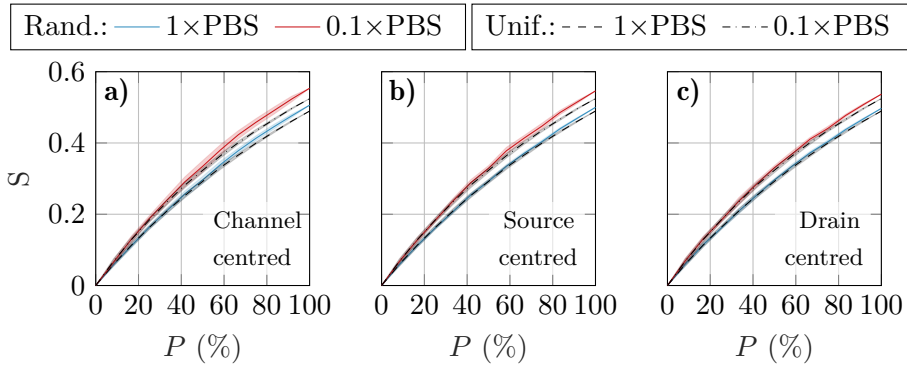 Rand.: 1×PBS 0.1×PBS Unif.: 1×PBS 0.1×PBS
S
0.6
0.4
0.2
0
a)
Channel
centred
0 20 40 60 80 100
P (%)
b)
Source
centred
0 20 40 60 80 100
P (%)
c)
Drain
centred
0 20 40 60 80 100
P (%)